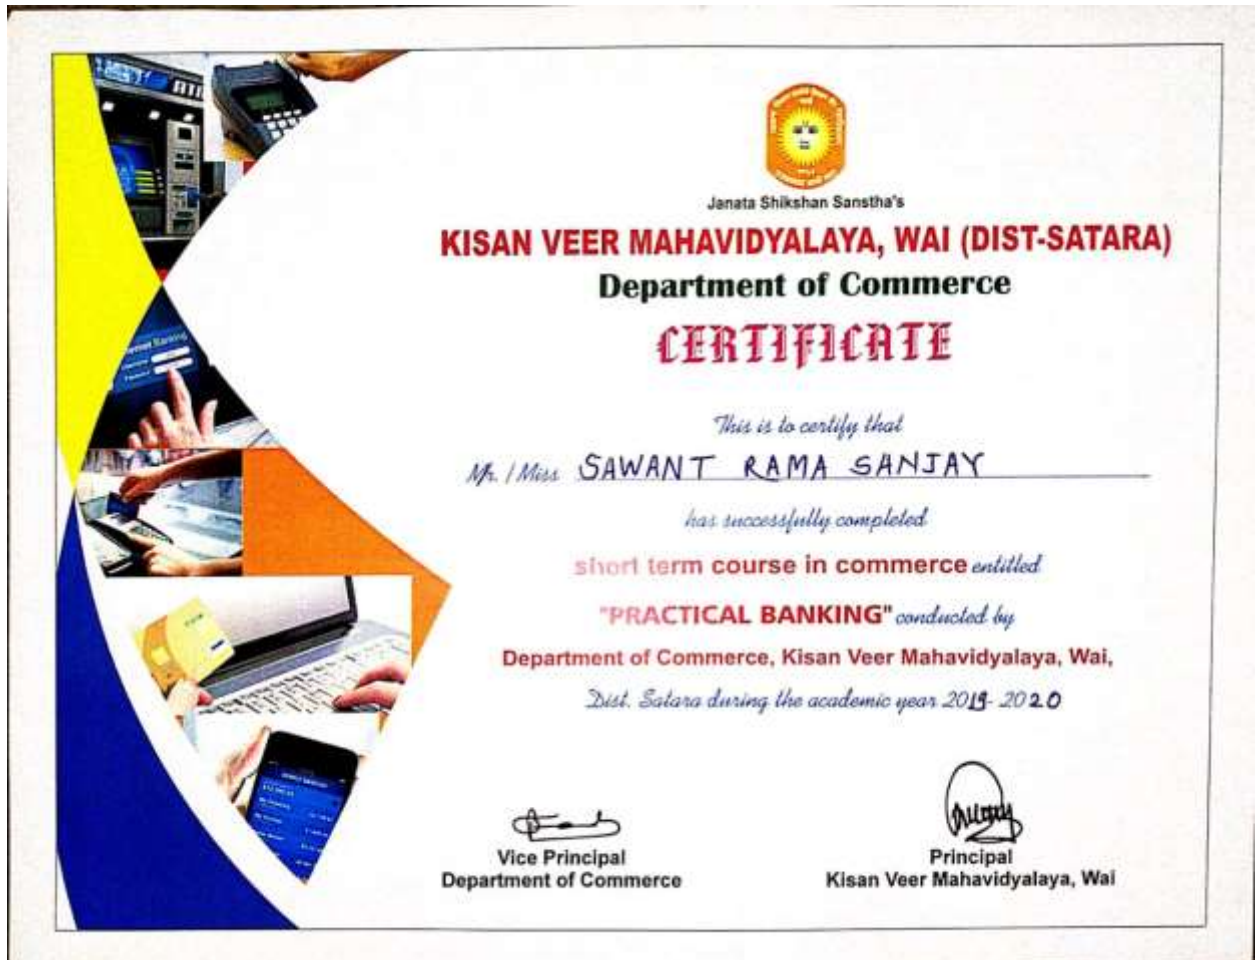 Janata Shikshan Sanstha's
KISAN VEER MAHAVIDYALAYA, WAI (DIST-SATARA)
Department of Commerce
CERTIFICATE
This is to certify that
Mr. / Miss SAWANT RAMA SANJAY
has successfully completed
short term course in commerce entitled
"PRACTICAL BANKING" conducted by
Department of Commerce, Kisan Veer Mahavidyalaya, Wai,
Dist. Satara during the academic year 2019-2020
Vice Principal
Department of Commerce
Principal
Kisan Veer Mahavidyalaya, Wai